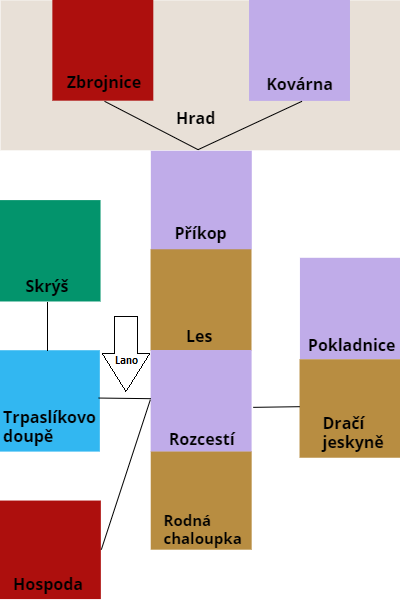 Zbrojnice
Kovárna
Hrad
Příkop
Skrýš
Les
Pokladnice
Lano
Trpaslíkovo
doupě
Rozcestí
Dračí
jeskyně
Rodná
chaloupka
Hospoda